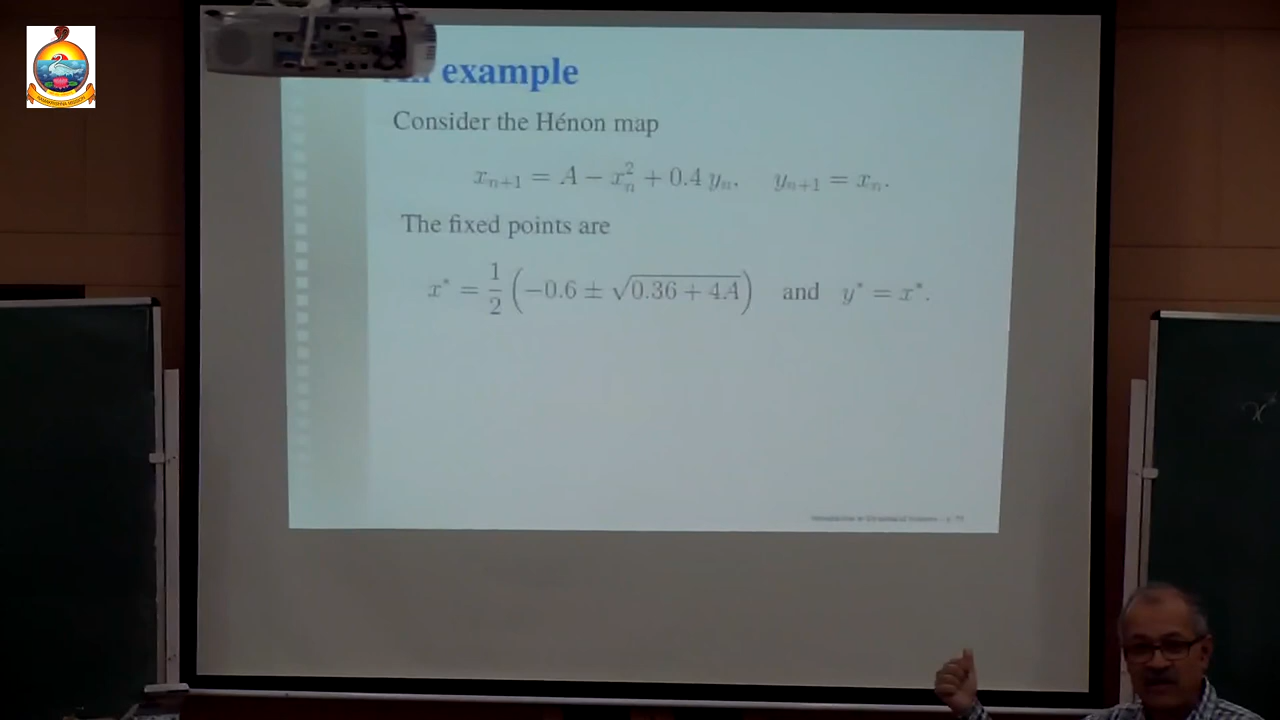 example
Consider the Hénon map
x_{n+1} = A − x_n^2 + 0.4 y_n, y_{n+1} = x_n.
The fixed points are
x* = 1/2 (−0.6 ± √(0.36 + 4A)) and y* = x*.